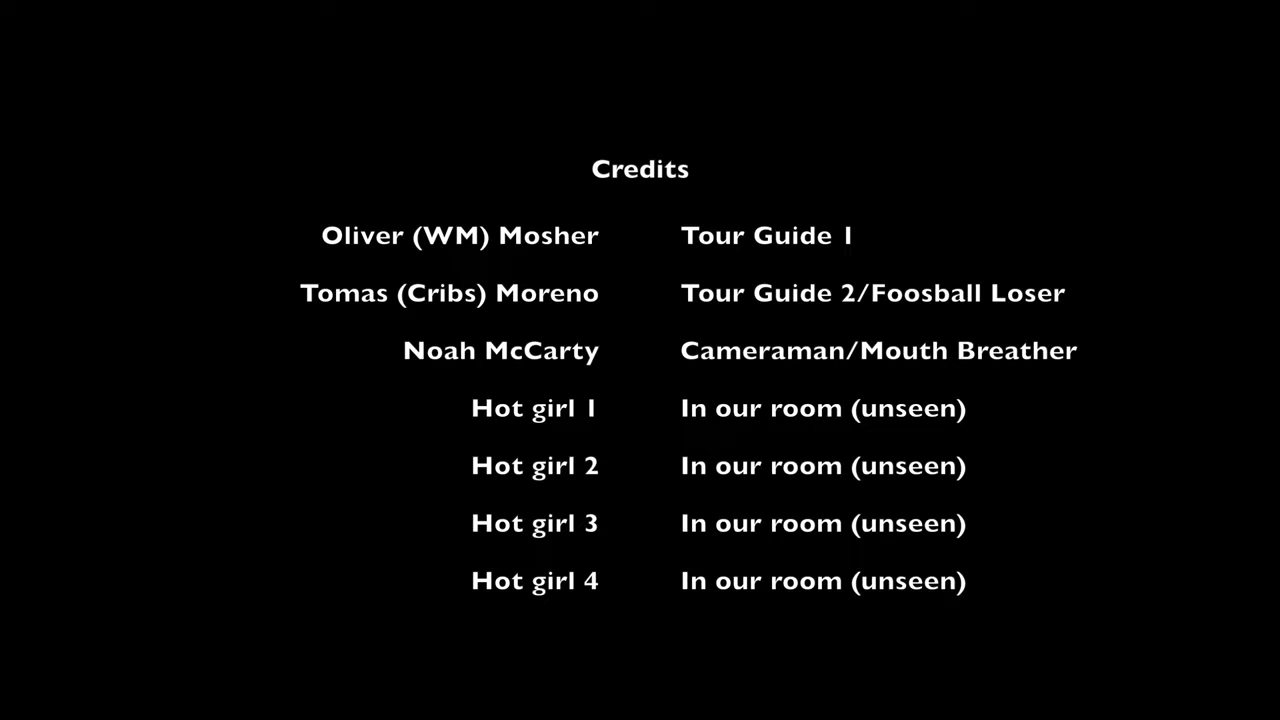 Credits
Oliver (WM) Mosher Tour Guide 1
Tomas (Cribs) Moreno Tour Guide 2/Foosball Loser
Noah McCarty Cameraman/Mouth Breather
Hot girl 1 In our room (unseen)
Hot girl 2 In our room (unseen)
Hot girl 3 In our room (unseen)
Hot girl 4 In our room (unseen)